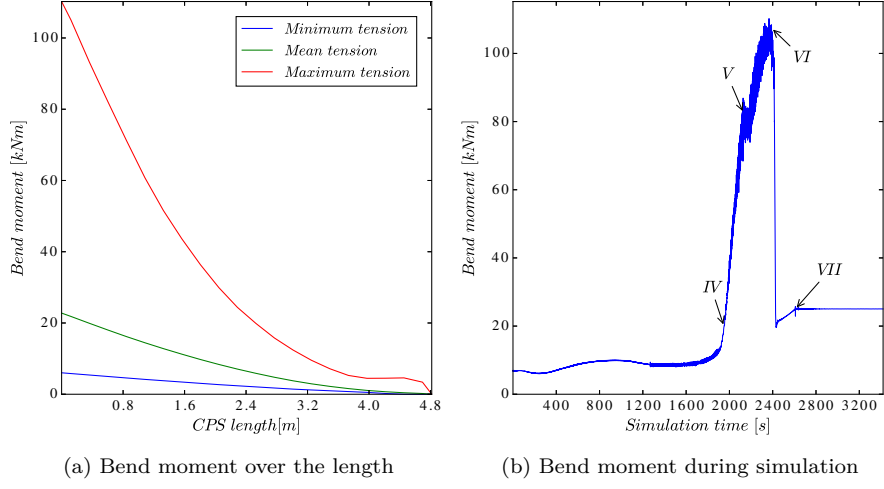 Minimum tension
Mean tension
Maximum tension
Bend moment [kNm]
0
20
40
60
80
100
0.8 1.6 2.4 3.2 4.0 4.8
CPS length[m]
(a) Bend moment over the length
IV
V
VI
VII
Bend moment [kNm]
0
20
40
60
80
100
400 800 1200 1600 2000 2400 2800 3200
Simulation time [s]
(b) Bend moment during simulation